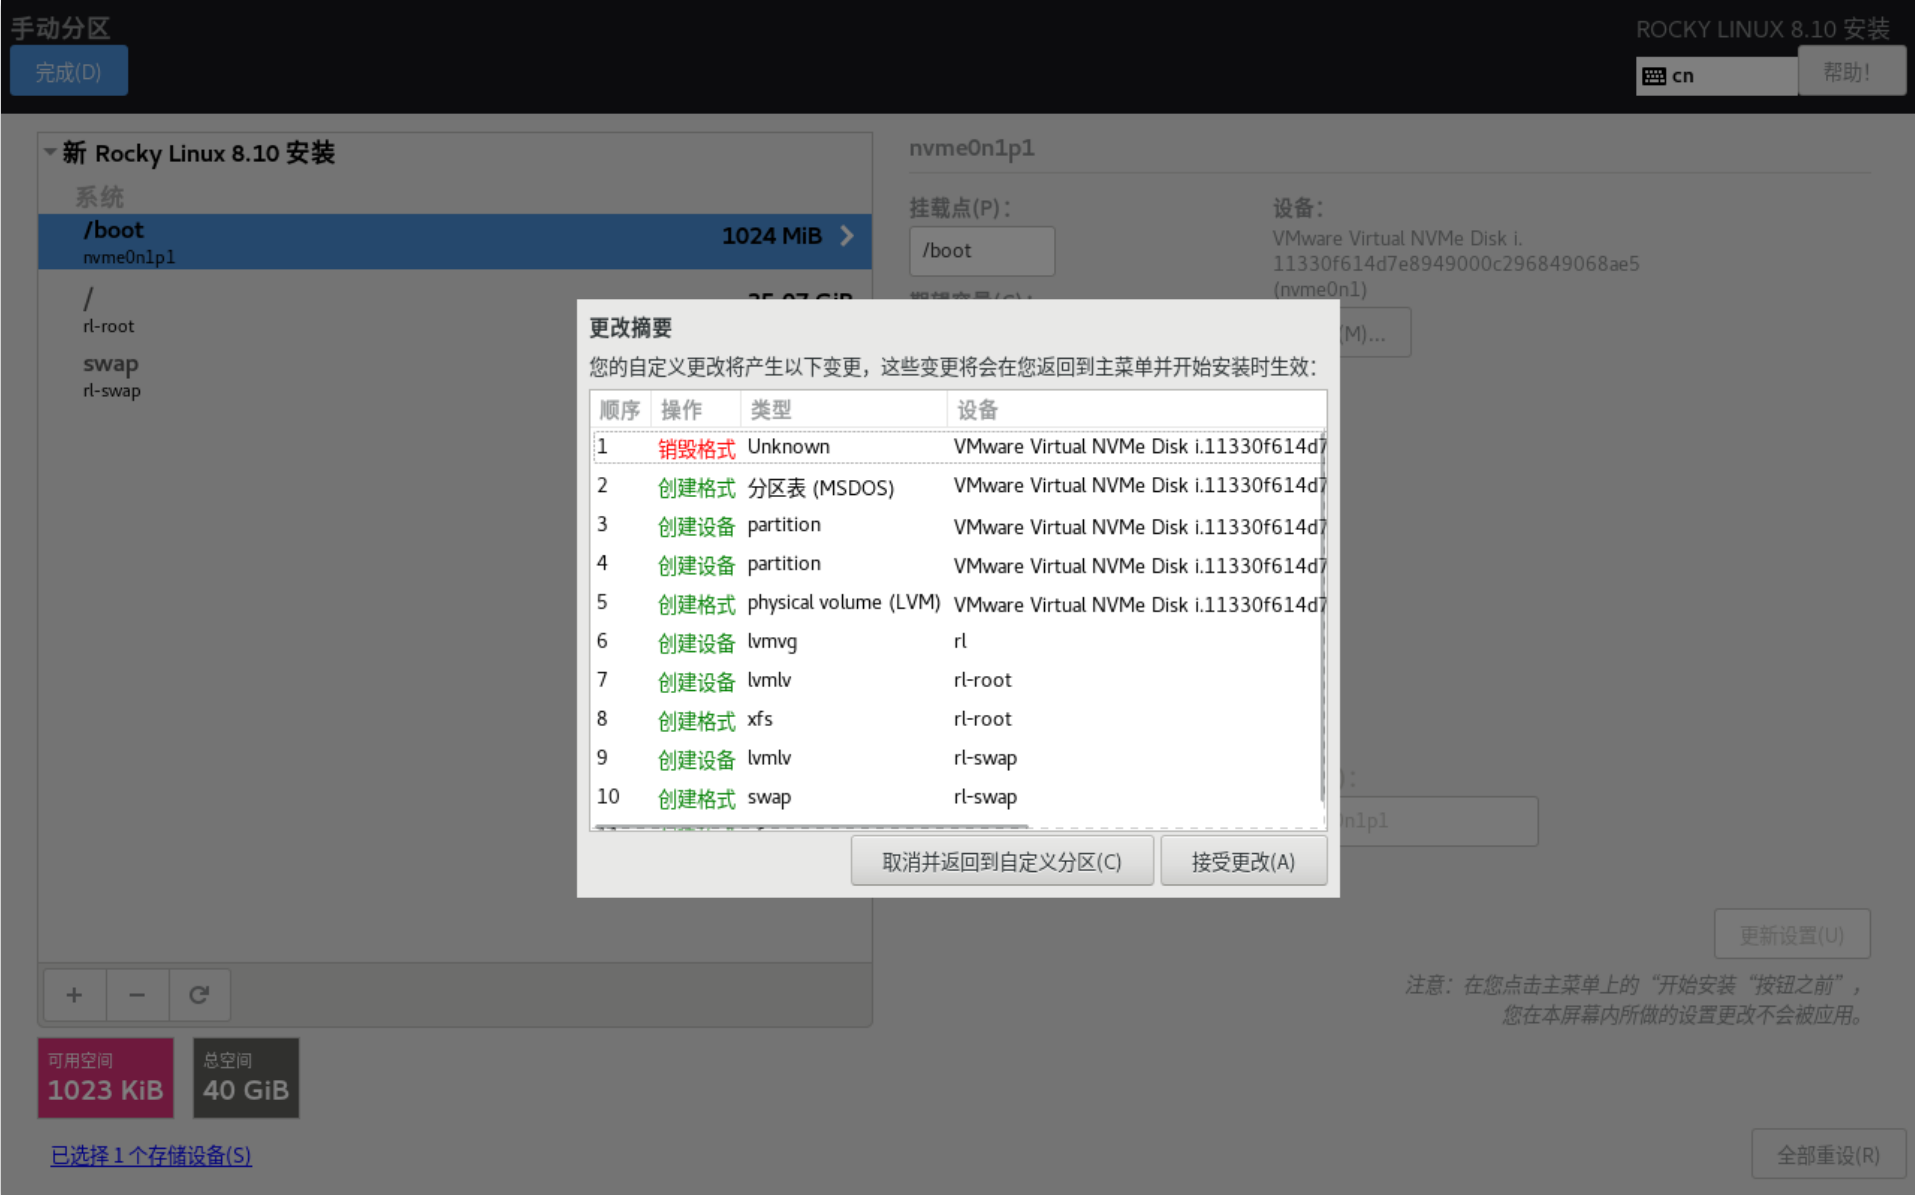 手动分区
ROCKY LINUX 8.10 安装
完成(D)
cn
帮助!
新 Rocky Linux 8.10 安装
系统
/boot
1024 MiB
nvme0n1p1
/
rl-root
swap
rl-swap
nvme0n1p1
挂载点(P)：
/boot
设备：
VMware Virtual NVMe Disk i.
11330f614d7e8949000c296849068ae5
(nvme0n1)
(M)...
更改摘要
您的自定义更改将产生以下变更，这些变更将会在您返回到主菜单并开始安装时生效：
顺序 操作 类型 设备
1 销毁格式 Unknown VMware Virtual NVMe Disk i.11330f614d7
2 创建格式 分区表 (MSDOS) VMware Virtual NVMe Disk i.11330f614d7
3 创建设备 partition VMware Virtual NVMe Disk i.11330f614d7
4 创建设备 partition VMware Virtual NVMe Disk i.11330f614d7
5 创建格式 physical volume (LVM) VMware Virtual NVMe Disk i.11330f614d7
6 创建设备 lvmvg rl
7 创建设备 lvmlv rl-root
8 创建格式 xfs rl-root
9 创建设备 lvmlv rl-swap
10 创建格式 swap rl-swap
取消并返回到自定义分区(C)
接受更改(A)
):
n1p1
更新设置(U)
注意：在您点击主菜单上的“开始安装“按钮之前”，
您在本屏幕内所做的设置更改不会被应用。
可用空间
1023 KiB
总空间
40 GiB
已选择 1 个存储设备(S)
全部重设(R)